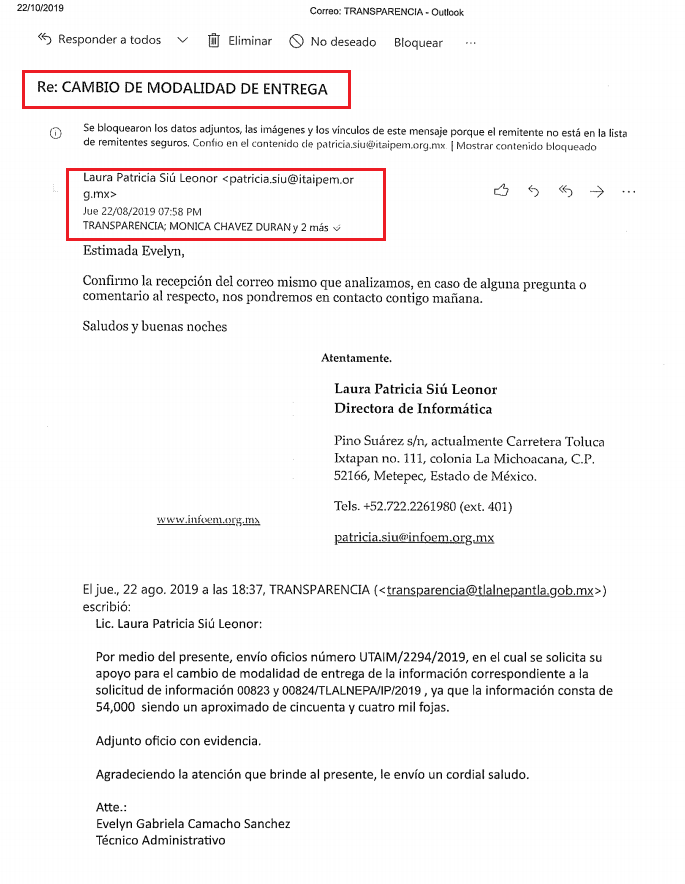 22/10/2019
Correo: TRANSPARENCIA - Outlook
Responder a todos Eliminar No deseado Bloquear ...
Re: CAMBIO DE MODALIDAD DE ENTREGA
Se bloquearon los datos adjuntos, las imágenes y los vínculos de este mensaje porque el remitente no está en la lista
de remitentes seguros. Confío en el contenido de patricia.siu@itaipem.org.mx. | Mostrar contenido bloqueado
Laura Patricia Siú Leonor <patricia.siu@itaipem.or
g.mx>
Jue 22/08/2019 07:58 PM
TRANSPARENCIA; MONICA CHAVEZ DURAN y 2 más
Estimada Evelyn,
Confirmo la recepción del correo mismo que analizamos, en caso de alguna pregunta o
comentario al respecto, nos pondremos en contacto contigo mañana.
Saludos y buenas noches
Atentamente.
Laura Patricia Siú Leonor
Directora de Informática
Pino Suárez s/n, actualmente Carretera Toluca
Ixtapan no. 111, colonia La Michoacana, C.P.
52166, Metepec, Estado de México.
Tels. +52.722.2261980 (ext. 401)
www.infoem.org.mx
patricia.siu@infoem.org.mx
El jue., 22 ago. 2019 a las 18:37, TRANSPARENCIA (<transparencia@tlalnepantla.gob.mx>)
escribió:
Lic. Laura Patricia Siú Leonor:
Por medio del presente, envío oficios número UTAIM/2294/2019, en el cual se solicita su
apoyo para el cambio de modalidad de entrega de la información correspondiente a la
solicitud de información 00823 y 00824/TLALNEPA/IP/2019 , ya que la información consta de
54,000 siendo un aproximado de cincuenta y cuatro mil fojas.
Adjunto oficio con evidencia.
Agradeciendo la atención que brinde al presente, le envío un cordial saludo.
Atte.:
Evelyn Gabriela Camacho Sanchez
Técnico Administrativo